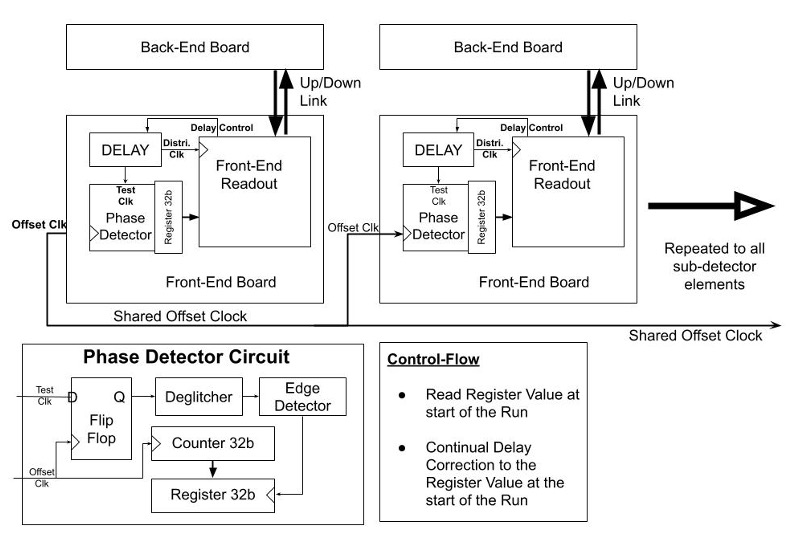 Back-End Board
Up/Down
Link
Delay Control
DELAY
Distri.
Clk
Front-End
Readout
Test
Clk
Phase
Detector
Register 32b
Offset Clk
Front-End Board
Back-End Board
Up/Down
Link
Delay Control
DELAY
Distri.
Clk
Front-End
Readout
Test
Clk
Phase
Detector
Register 32b
Offset Clk
Front-End Board
Repeated to all
sub-detector
elements
Shared Offset Clock
Shared Offset Clock
Phase Detector Circuit
Test
Clk
D Q
Flip
Flop
Deglitcher
Edge
Detector
Counter 32b
Offset
Clk
Register 32b
Control-Flow
● Read Register Value at
start of the Run
● Continual Delay
Correction to the
Register Value at the
start of the Run